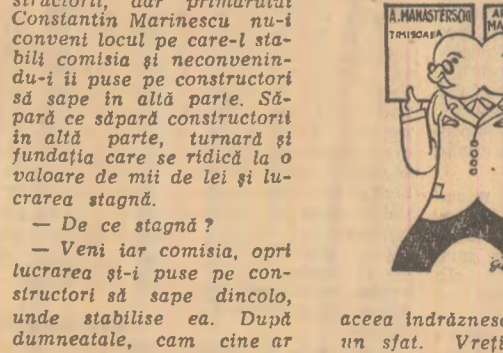 structorii, dar primarului
Constantin Marinescu nu-i
conveni locul pe care-l sta-
bili comisia și neconvenin-
du-i îi puse pe constructori
să sape în altă parte. Să-
pară ce săpară constructorii
în altă parte, turnară și
fundația care se ridică la o
valoare de mii de lei și lu-
crarea stagnă.
— De ce stagnă ?
— Veni iar comisia, opri
lucrarea și-i puse pe con-
structori să sape dincolo,
unde stabilise ea. După
dumneatale, cam cine ar
A. MANASTERSCHI
TIMIȘOARA
aceea îndrăznesc
un sfat. Vreți